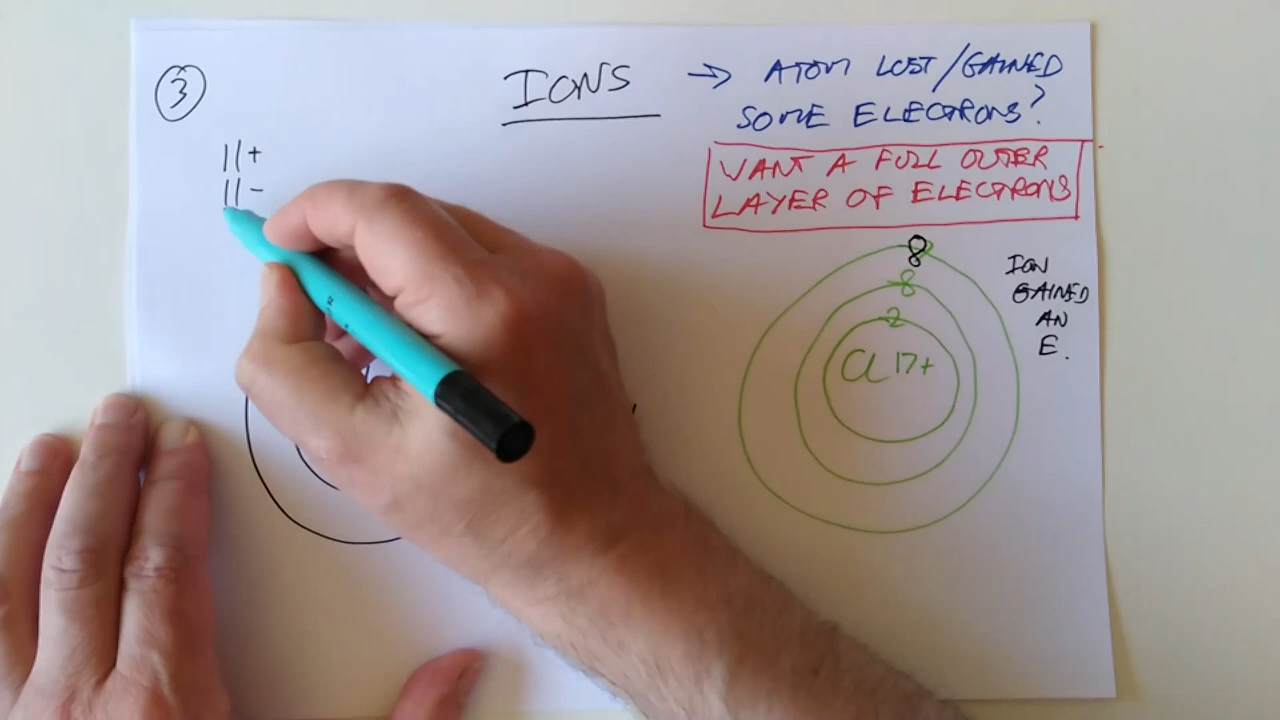 3
IONS → ATOM LOST/GAINED
SOME ELECTRONS?
WANT A FULL OUTER
LAYER OF ELECTRONS
11+
11-
8
8
2
Cl 17+
ION
GAINED
AN
E.